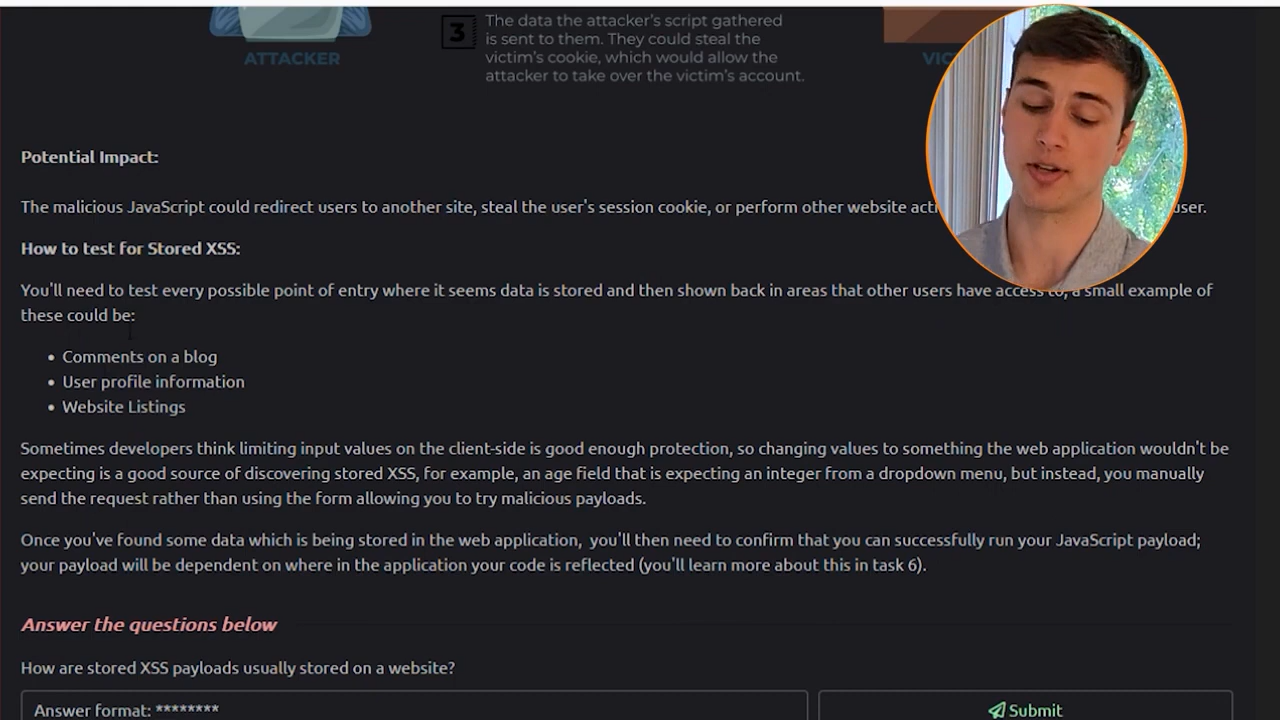 3
The data the attacker's script gathered
is sent to them. They could steal the
victim's cookie, which would allow the
attacker to take over the victim's account.
ATTACKER
Potential Impact:
The malicious JavaScript could redirect users to another site, steal the user's session cookie, or perform other website user.
How to test for Stored XSS:
You'll need to test every possible point of entry where it seems data is stored and then shown back in areas that other users have access to, a small example of
these could be:
• Comments on a blog
• User profile information
• Website Listings
Sometimes developers think limiting input values on the client-side is good enough protection, so changing values to something the web application wouldn't be
expecting is a good source of discovering stored XSS, for example, an age field that is expecting an integer from a dropdown menu, but instead, you manually
send the request rather than using the form allowing you to try malicious payloads.
Once you've found some data which is being stored in the web application, you'll then need to confirm that you can successfully run your JavaScript payload;
your payload will be dependent on where in the application your code is reflected (you'll learn more about this in task 6).
Answer the questions below
How are stored XSS payloads usually stored on a website?
Answer format: ********
Submit